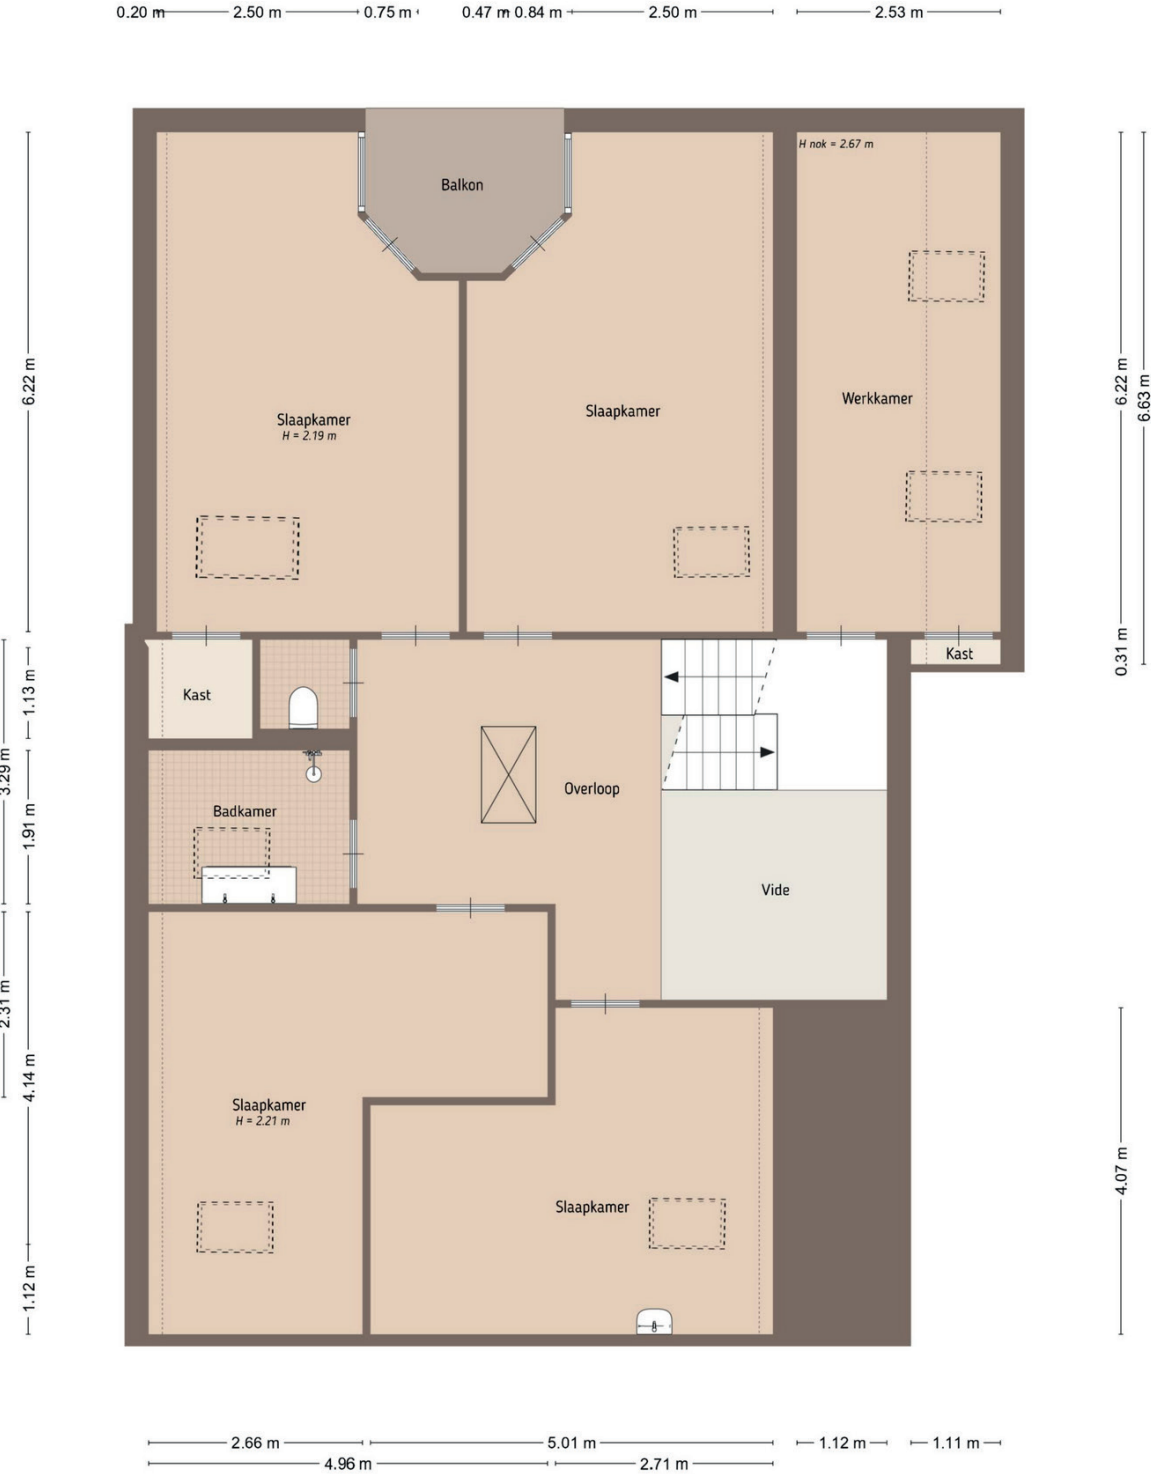 0.20 m 2.50 m 0.75 m 0.47 m 0.84 m 2.50 m 2.53 m
H nok = 2.67 m
Balkon
6.22 m
6.22 m
6.63 m
Werkkamer
Slaapkamer
Slaapkamer
H = 2.19 m
0.31 m
Kast
Kast
1.13 m
3.29 m
Overloop
Badkamer
1.91 m
Vide
2.31 m
4.14 m
Slaapkamer
H = 2.21 m
4.07 m
Slaapkamer
1.12 m
2.66 m 5.01 m 1.12 m 1.11 m
4.96 m 2.71 m